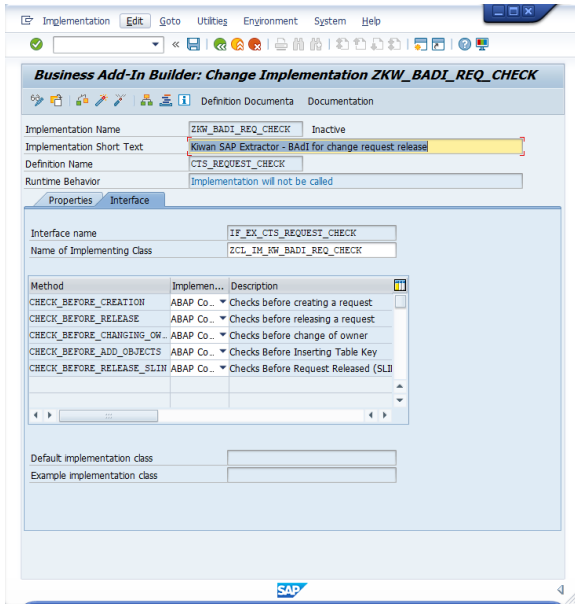 Implementation Edit Goto Utilities Environment System Help
Business Add-In Builder: Change Implementation ZKW_BADI_REQ_CHECK
Definition Documenta Documentation
Implementation Name ZKW_BADI_REQ_CHECK Inactive
Implementation Short Text Kiwan SAP Extractor - BAdI for change request release
Definition Name CTS_REQUEST_CHECK
Runtime Behavior Implementation will not be called
Properties Interface
Interface name IF_EX_CTS_REQUEST_CHECK
Name of Implementing Class ZCL_IM_KW_BADI_REQ_CHECK
Method Implemen... Description
CHECK_BEFORE_CREATION ABAP Co... Checks before creating a request
CHECK_BEFORE_RELEASE ABAP Co... Checks before releasing a request
CHECK_BEFORE_CHANGING_OW... ABAP Co... Checks before change of owner
CHECK_BEFORE_ADD_OBJECTS ABAP Co... Checks Before Inserting Table Key
CHECK_BEFORE_RELEASE_SLIN ABAP Co... Checks Before Request Released (SLI
Default implementation class
Example implementation class
SAP